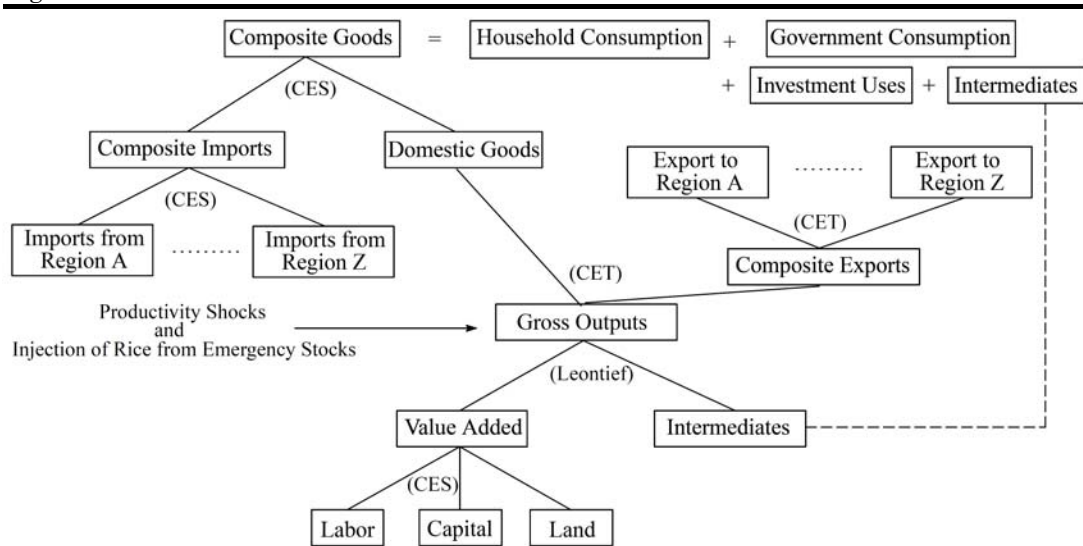 Composite Goods = Household Consumption + Government Consumption
+ Investment Uses + Intermediates
(CES)
Composite Imports
Domestic Goods
Export to
Region A
.........
Export to
Region Z
(CES)
(CET)
Imports from
Region A
.........
Imports from
Region Z
Composite Exports
(CET)
Productivity Shocks
and
Injection of Rice from Emergency Stocks
Gross Outputs
(Leontief)
Value Added
Intermediates
(CES)
Labor
Capital
Land